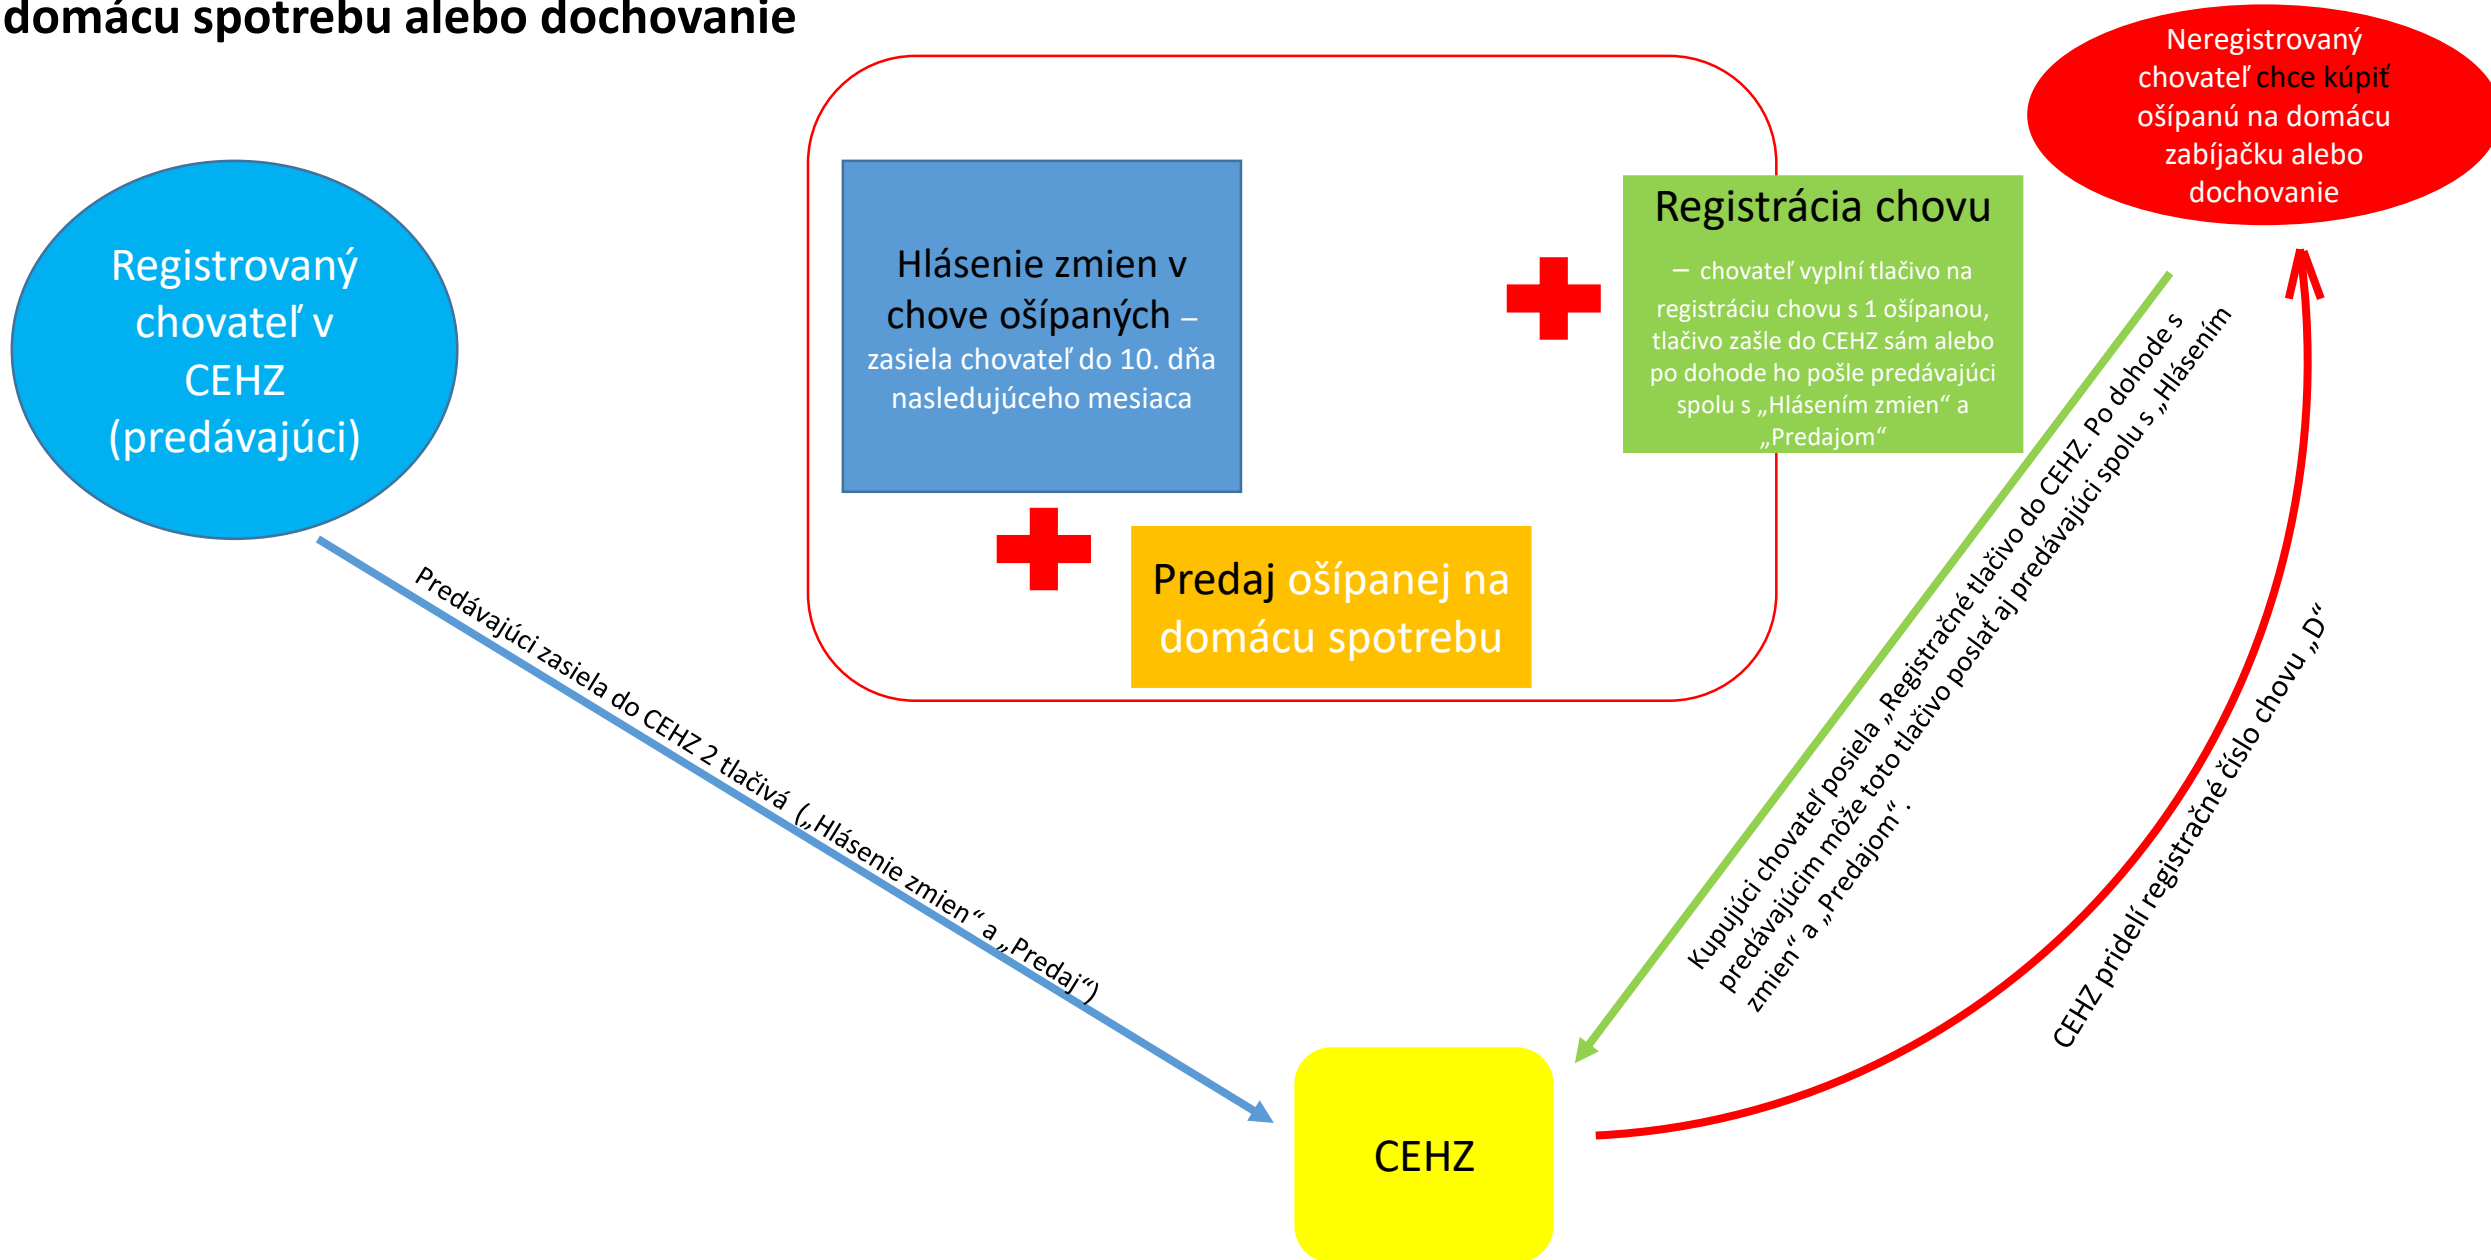 domácu spotrebu alebo dochovanie
Neregistrovaný
chovateľ chce kúpiť
ošípanú na domácu
zabíjačku alebo
dochovanie
Registrovaný
chovateľ v
CEHZ
(predávajúci)
Hlásenie zmien v
chove ošípaných –
zasiela chovateľ do 10. dňa
nasledujúceho mesiaca
Registrácia chovu
– chovateľ vyplní tlačivo na
registráciu chovu s 1 ošípanou,
tlačivo zašle do CEHZ sám alebo
po dohode ho pošle predávajúci
spolu s „Hlásením zmien“ a
„Predajom“
Predaj ošípanej na
domácu spotrebu
Predávajúci zasiela do CEHZ 2 tlačivá („Hlásenie zmien“ a „Predaj“)
Kupujúci chovateľ posiela „Registračné tlačivo do CEHZ. Po dohode s
predávajúcim môže toto tlačivo poslať aj predávajúci spolu s „Hlásením
zmien“ a „Predajom“.
CEHZ pridelí registračné číslo chovu „D“
CEHZ